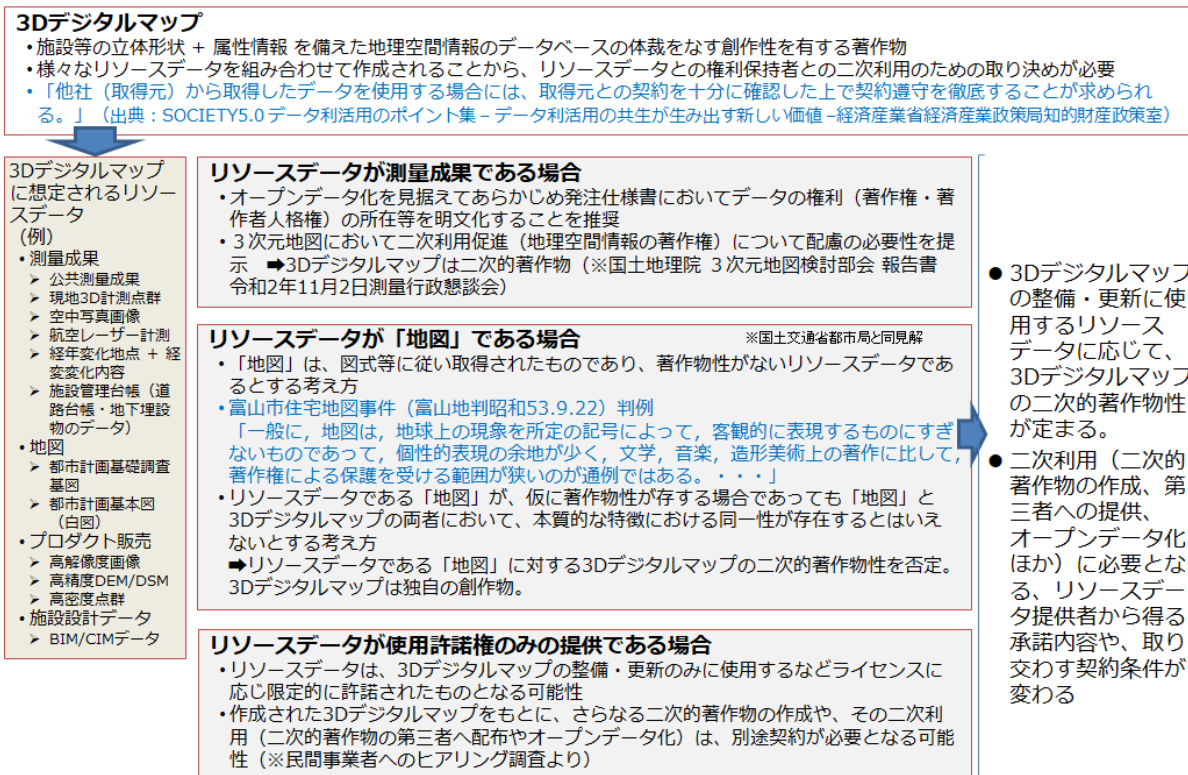 3Dデジタルマップ
・施設等の立体形状 + 属性情報 を備えた地理空間情報のデータベースの体裁をなす創作性を有する著作物
・様々なリソースデータを組み合わせて作成されることから、リソースデータとの権利保持者との二次利用のための取り決めが必要
・「他社（取得元）から取得したデータを使用する場合には、取得元との契約を十分に確認した上で契約遵守を徹底することが求められ
る。」（出典：SOCIETY5.0 データ利活用のポイント集 – データ利活用の共生が生み出す新しい価値 –経済産業省経済産業政策局知的財産政策室）
3Dデジタルマップ
に想定されるリソー
スデータ
（例）
・測量成果
➢ 公共測量成果
➢ 現地3D計測点群
➢ 空中写真画像
➢ 航空レーザー計測
➢ 経年変化地点 + 経
変変化内容
➢ 施設管理台帳（道
路台帳・地下埋設
物のデータ）
・地図
➢ 都市計画基礎調査
基図
➢ 都市計画基本図
（白図）
・プロダクト販売
➢ 高解像度画像
➢ 高精度DEM/DSM
➢ 高密度点群
・施設設計データ
➢ BIM/CIMデータ
リソースデータが測量成果である場合
・オープンデータ化を見据えてあらかじめ発注仕様書においてデータの権利（著作権・著
作者人格権）の所在等を明文化することを推奨
・３次元地図において二次利用促進（地理空間情報の著作権）について配慮の必要性を提
示 ➡3Dデジタルマップは二次的著作物（※国土地理院 ３次元地図検討部会 報告書
令和2年11月2日測量行政懇談会）
リソースデータが「地図」である場合 ※国土交通省都市局と同見解
・「地図」は、図式等に従い取得されたものであり、著作物性がないリソースデータであ
るとする考え方
・富山市住宅地図事件（富山地判昭和53.9.22）判例
「一般に，地図は，地球上の現象を所定の記号によって，客観的に表現するものにすぎ
ないものであって，個性的表現の余地が少く，文学，音楽，造形美術上の著作に比して，
著作権による保護を受ける範囲が狭いのが通例ではある。・・・」
・リソースデータである「地図」が、仮に著作物性が存する場合であっても「地図」と
3Dデジタルマップの両者において、本質的な特徴における同一性が存在するとはいえ
ないとする考え方
➡リソースデータである「地図」に対する3Dデジタルマップの二次的著作物性を否定。
3Dデジタルマップは独自の創作物。
リソースデータが使用許諾権のみの提供である場合
・リソースデータは、3Dデジタルマップの整備・更新のみに使用するなどライセンスに
応じ限定的に許諾されたものとなる可能性
・作成された3Dデジタルマップをもとに、さらなる二次的著作物の作成や、その二次利
用（二次的著作物の第三者へ配布やオープンデータ化）は、別途契約が必要となる可能
性（※民間事業者へのヒアリング調査より）
● 3Dデジタルマップ
の整備・更新に使
用するリソース
データに応じて、
3Dデジタルマップ
の二次的著作物性
が定まる。
● 二次利用（二次的
著作物の作成、第
三者への提供、
オープンデータ化
ほか）に必要とな
る、リソースデー
タ提供者から得る
承諾内容や、取り
交わす契約条件が
変わる